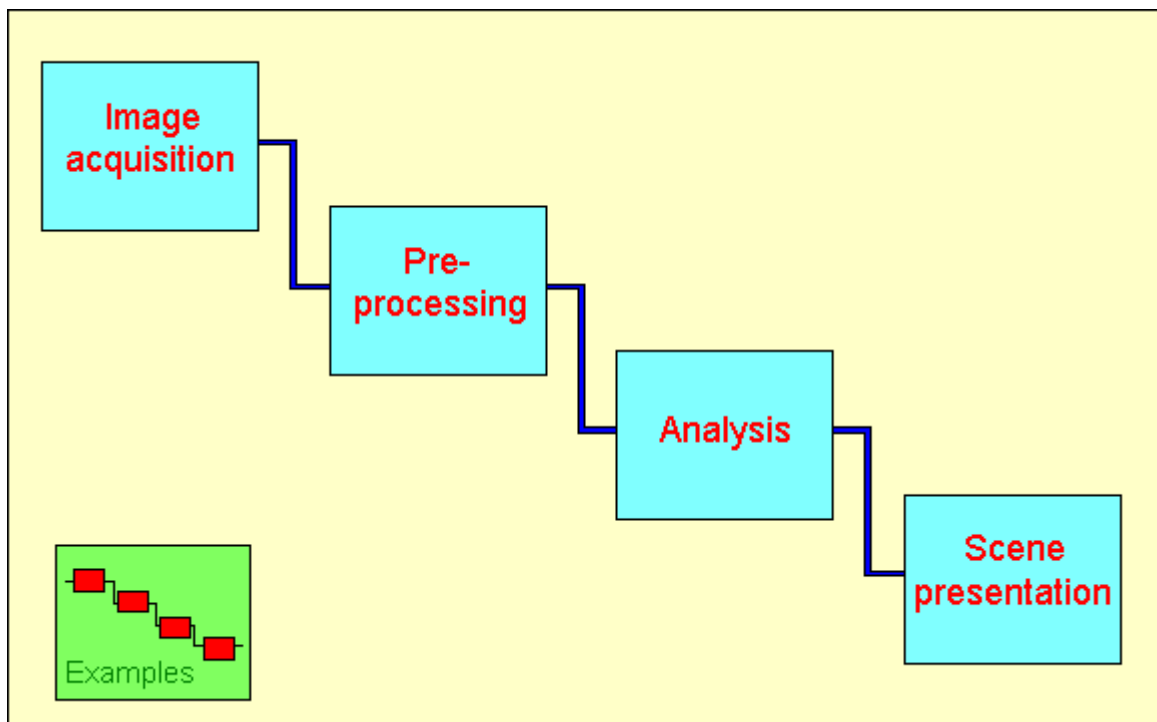 Image
acquisition
Pre-
processing
Analysis
Scene
presentation
Examples